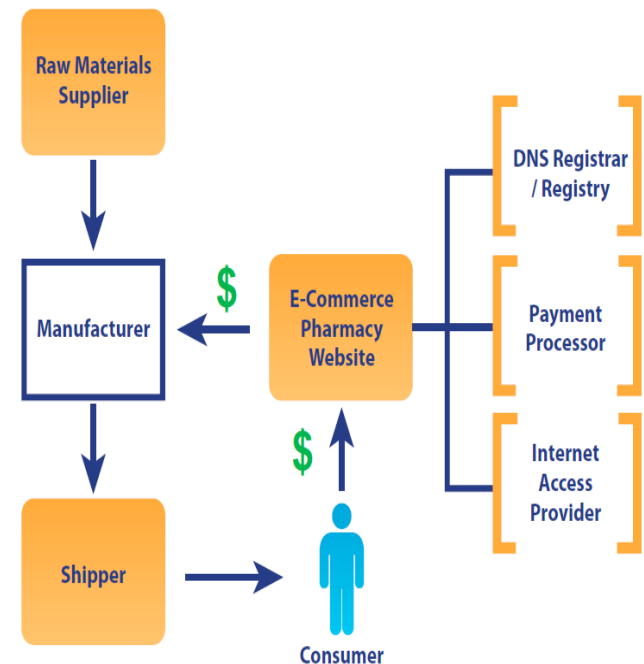 Raw Materials
Supplier
DNS Registrar
/ Registry
$
E-Commerce
Pharmacy
Website
Manufacturer
Payment
Processor
$
Internet
Access
Provider
Shipper
Consumer